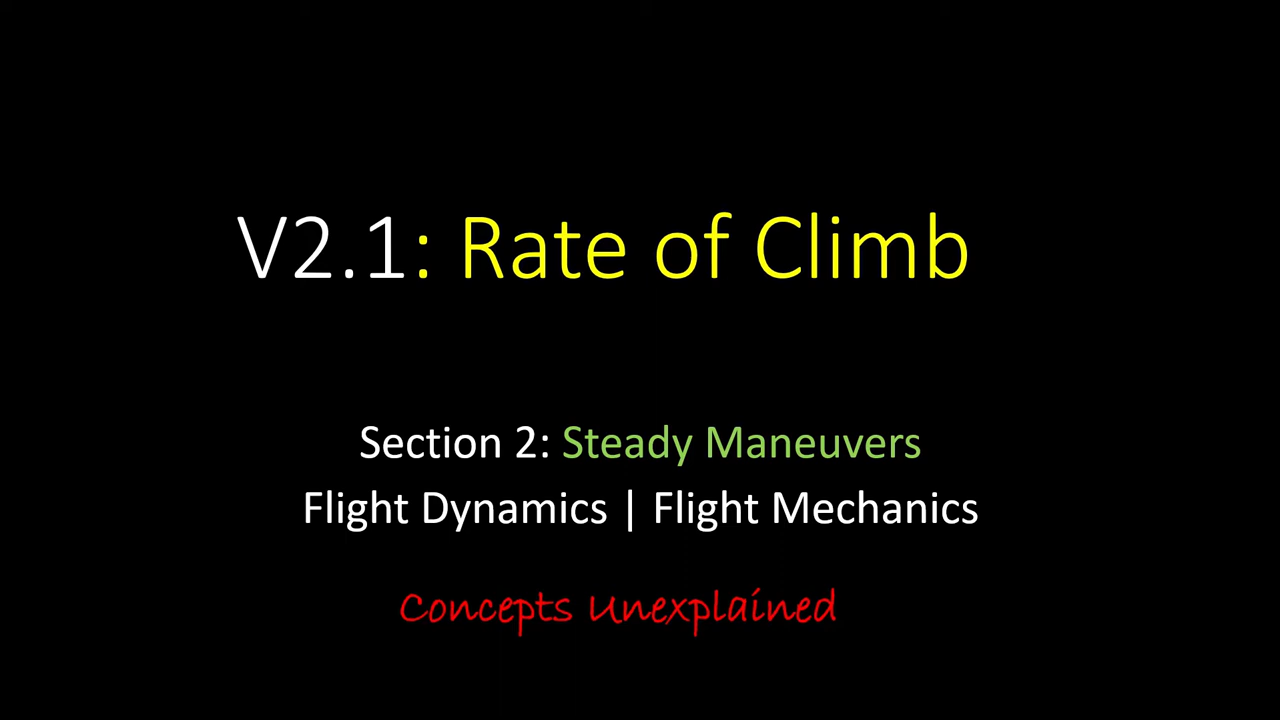 V2.1: Rate of Climb
Section 2: Steady Maneuvers
Flight Dynamics | Flight Mechanics
Concepts Unexplained